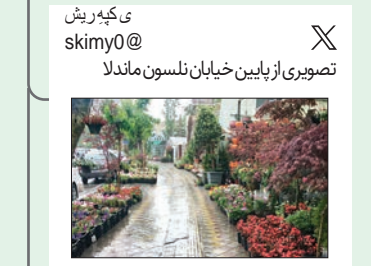 ی کپه ریش
skimy0@
تصویری از پایین خیابان نلسون ماندلا